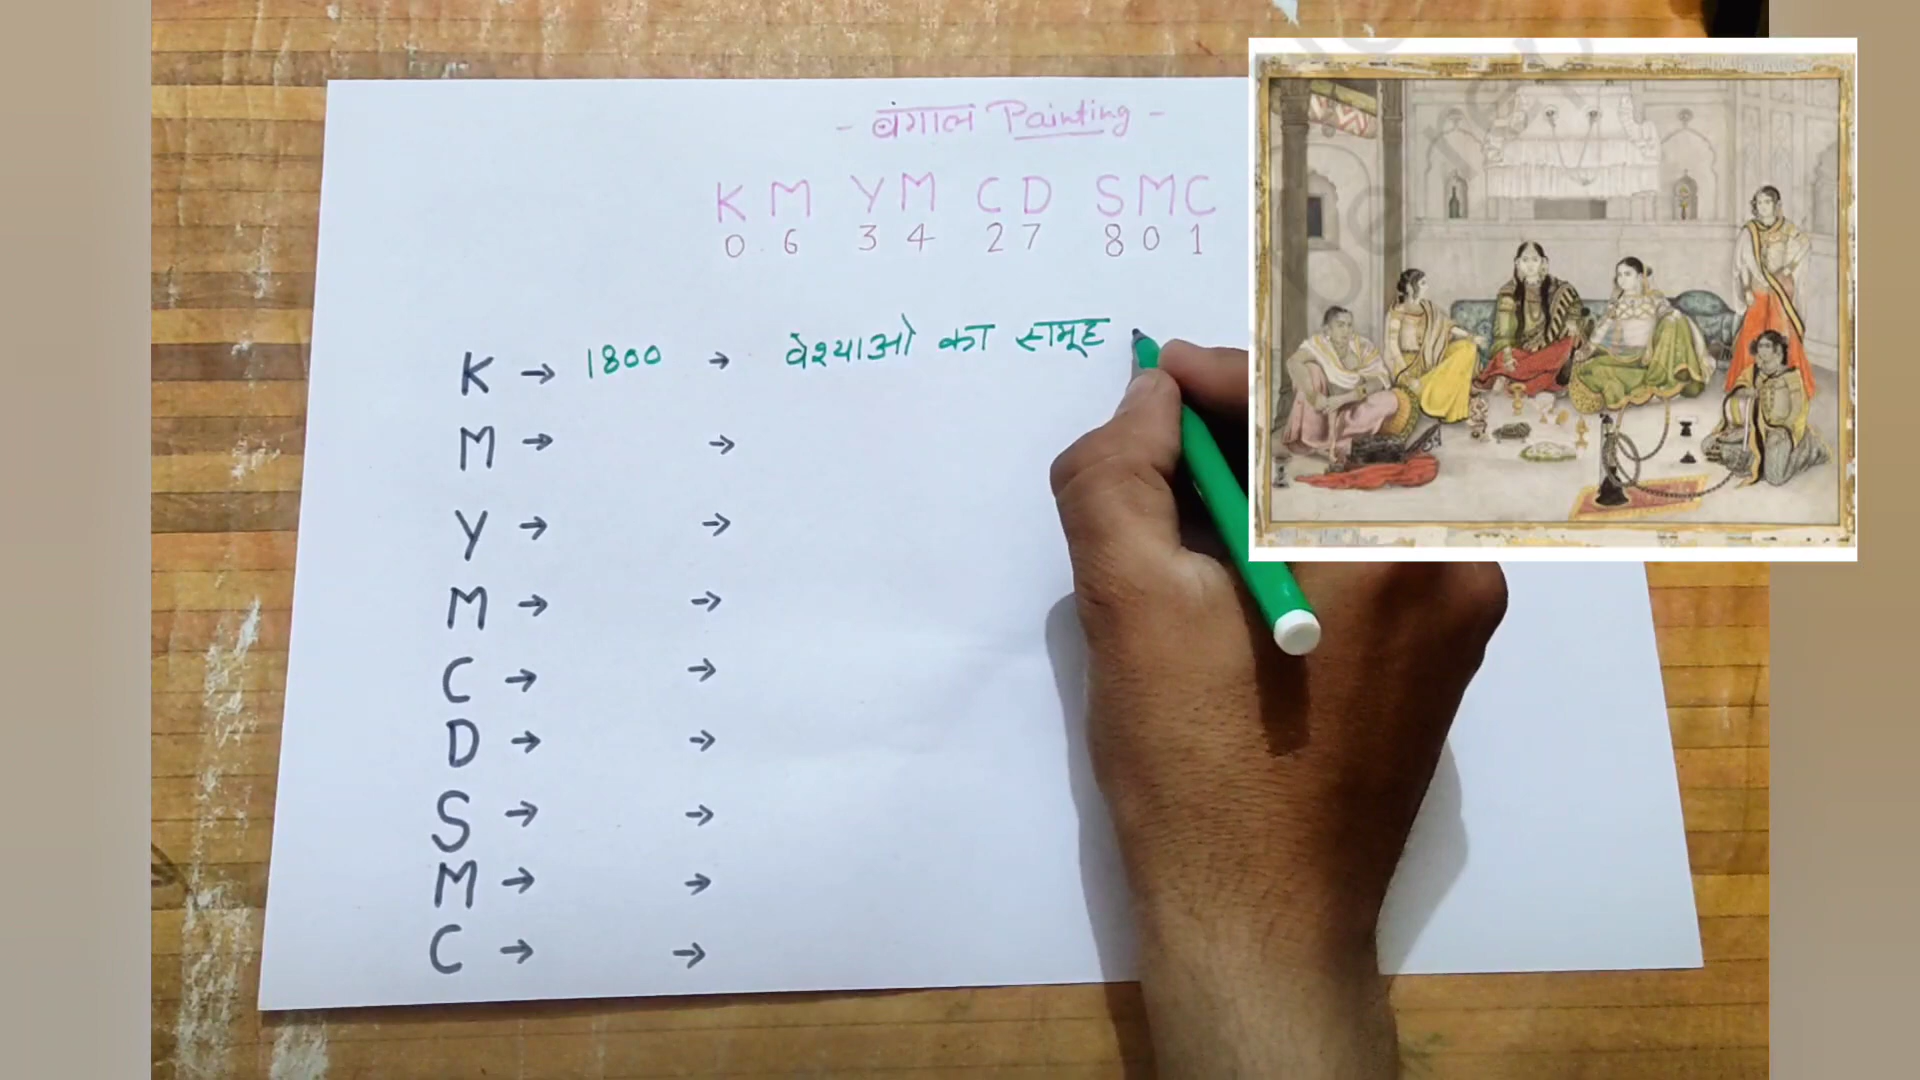 - बंगाल Painting -
K M Y M C D S M C
0 . 6 3 4 2 7 8 0 1
K → 1800 → वेश्याओ का समूह
M → →
Y → →
M → →
C → →
D → →
S → →
M → →
C → →